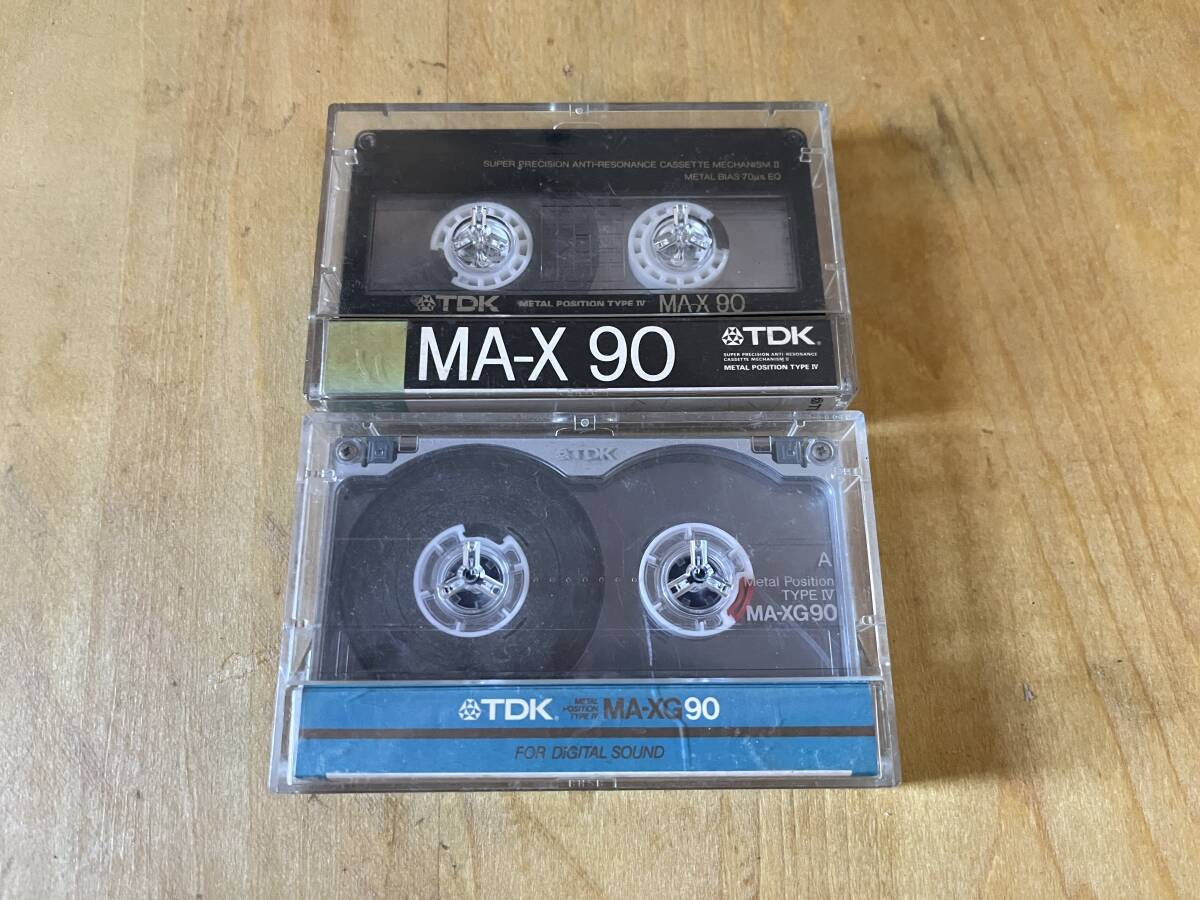 SUPER PRECISION ANTI-RESONANCE CASSETTE MECHANISM II
METAL BIAS 70μs EQ
TDK METAL POSITION TYPE IV MA-X 90
MA-X 90
TDK
SUPER PRECISION ANTI-RESONANCE
CASSETTE MECHANISM II
METAL POSITION TYPE IV
TDK
A
Metal Position
TYPE IV
MA-XG90
TDK METAL POSITION TYPE IV MA-XG90
FOR DiGITAL SOUND